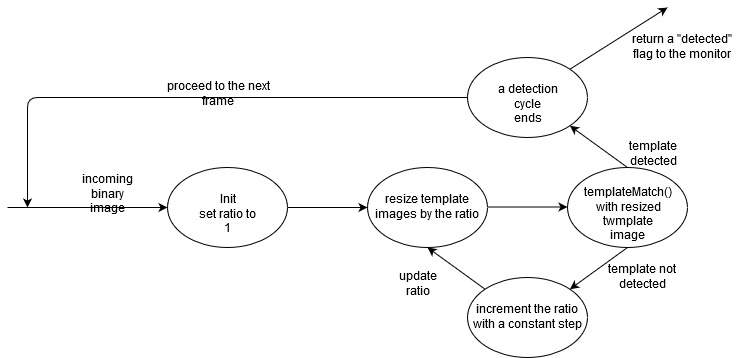 return a "detected"
flag to the monitor
proceed to the next
frame
a detection
cycle
ends
template
detected
incoming
binary
image
Init
set ratio to
1
resize template
images by the ratio
templateMatch()
with resized
twmplate
image
update
ratio
template not
detected
increment the ratio
with a constant step